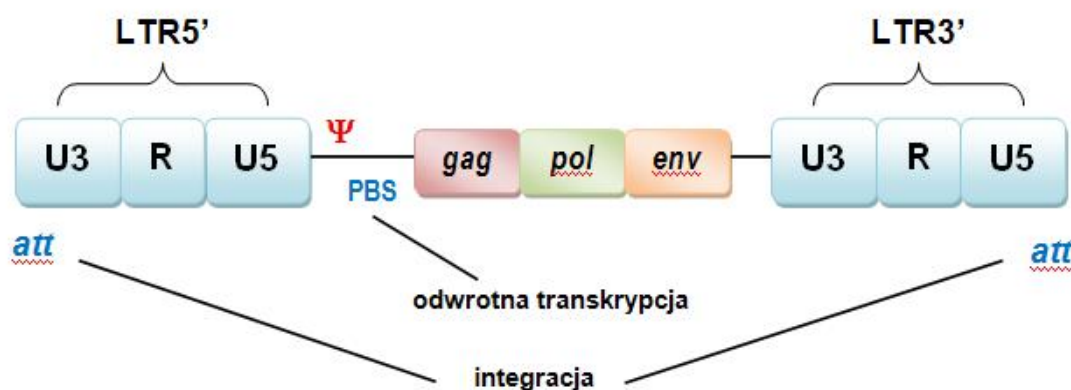 LTR5’ LTR3’
Ψ
U3 R U5 gag pol env U3 R U5
PBS
att att
odwrotna transkrypcja
integracja